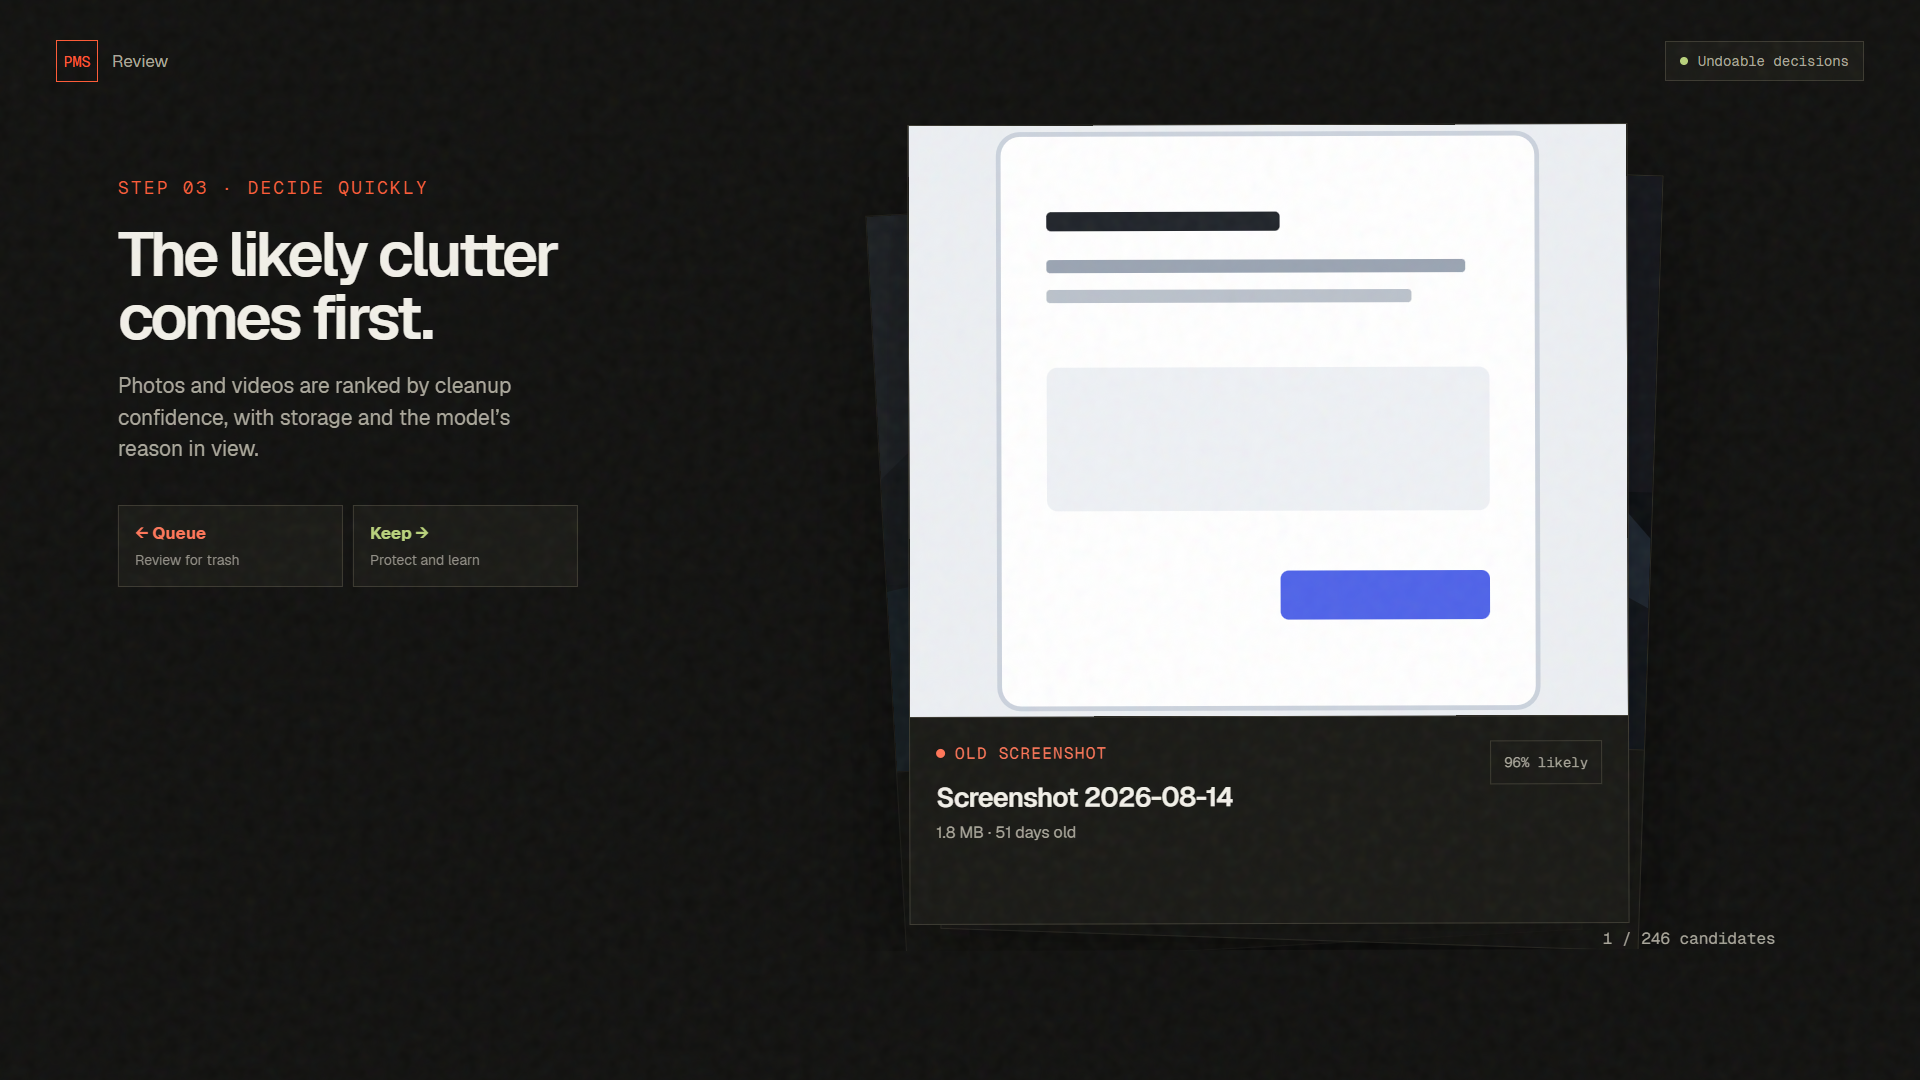 PMS
Review
Undoable decisions
STEP 03 · DECIDE QUICKLY
The likely clutter
comes first.
Photos and videos are ranked by cleanup
confidence, with storage and the model’s
reason in view.
← Queue
Review for trash
Keep →
Protect and learn
OLD SCREENSHOT
96% likely
Screenshot 2026-08-14
1.8 MB · 51 days old
1 / 246 candidates